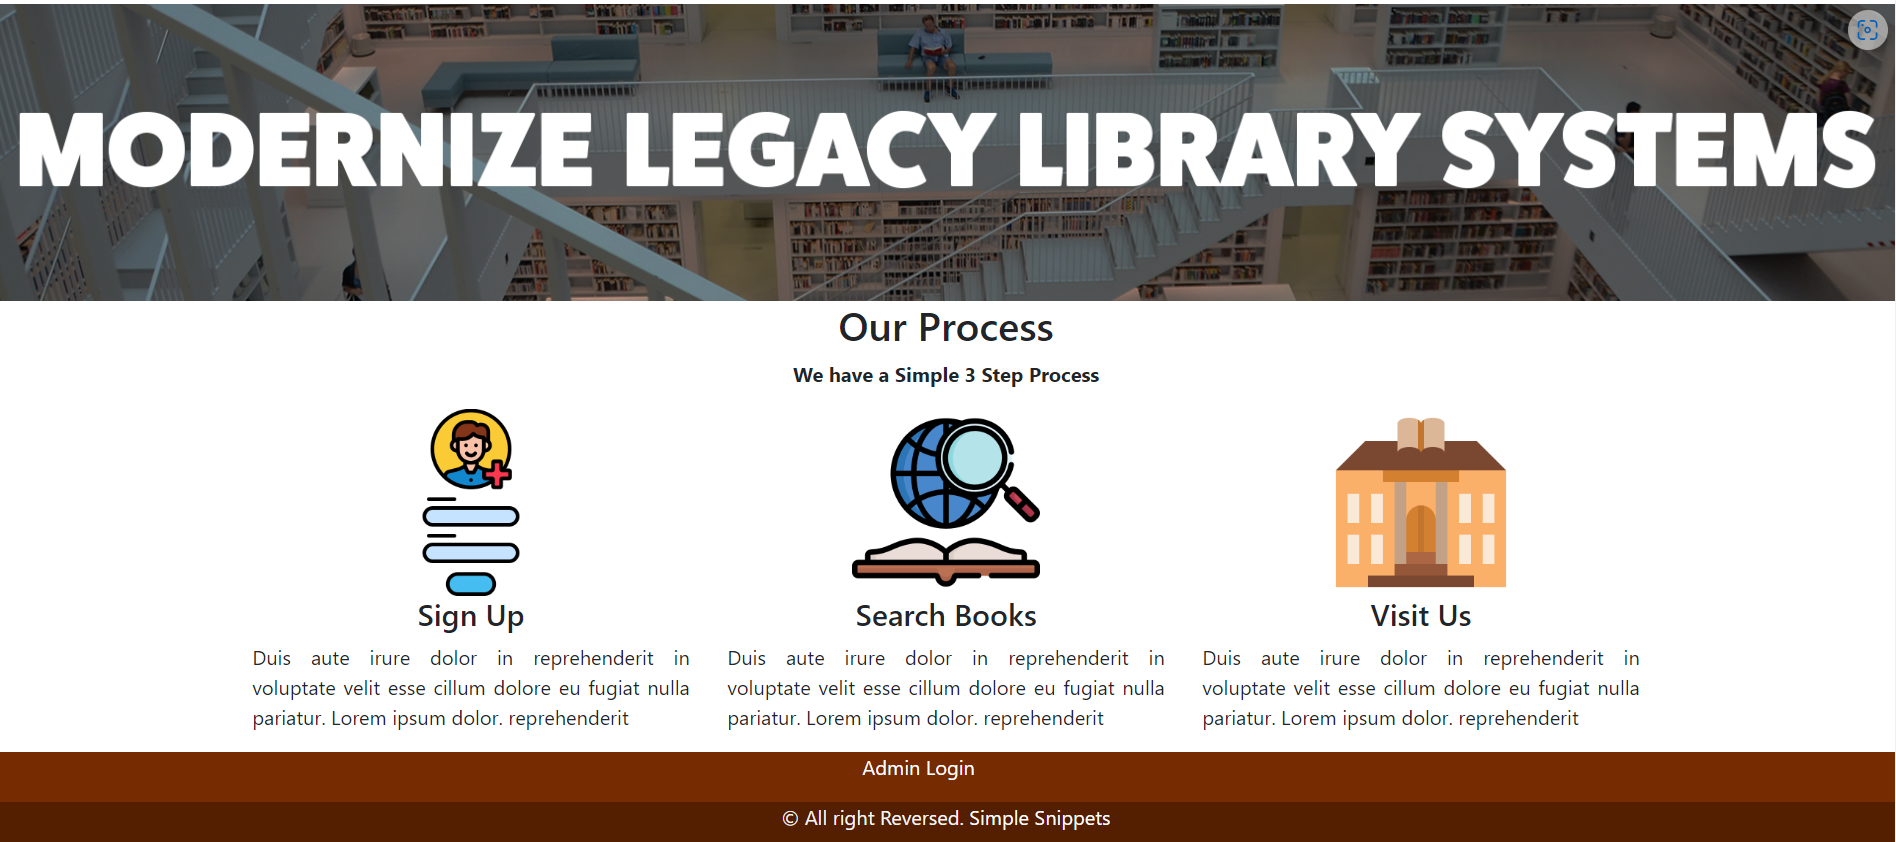 MODERNIZE LEGACY LIBRARY SYSTEMS
Our Process
We have a Simple 3 Step Process
Sign Up
Duis aute irure dolor in reprehenderit in
voluptate velit esse cillum dolore eu fugiat nulla
pariatur. Lorem ipsum dolor. reprehenderit
Search Books
Duis aute irure dolor in reprehenderit in
voluptate velit esse cillum dolore eu fugiat nulla
pariatur. Lorem ipsum dolor. reprehenderit
Visit Us
Duis aute irure dolor in reprehenderit in
voluptate velit esse cillum dolore eu fugiat nulla
pariatur. Lorem ipsum dolor. reprehenderit
Admin Login
© All right Reversed. Simple Snippets